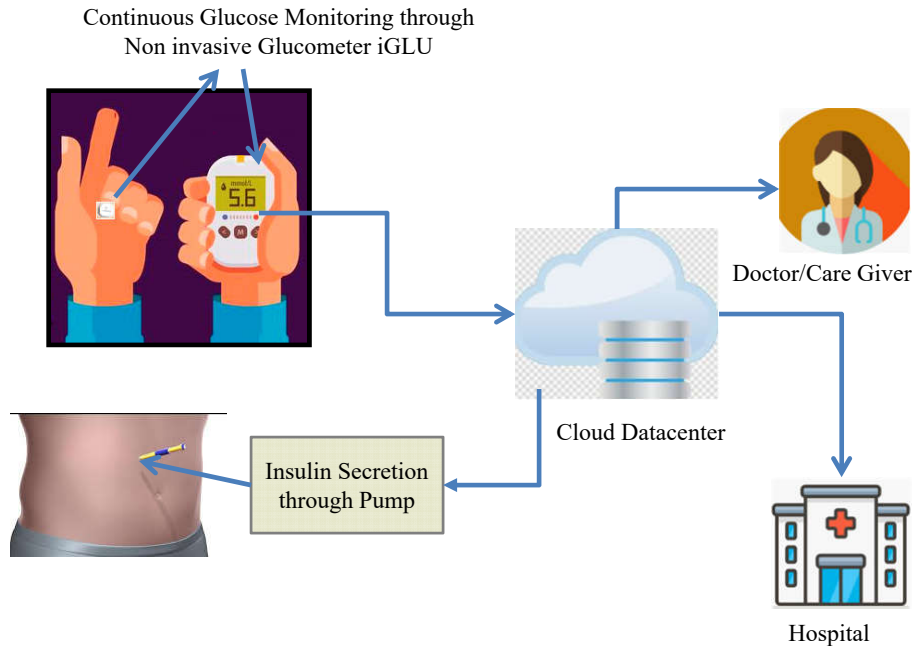 Continuous Glucose Monitoring through
Non invasive Glucometer iGLU
mmol/L
5.6
M
Doctor/Care Giver
Cloud Datacenter
Insulin Secretion
through Pump
Hospital